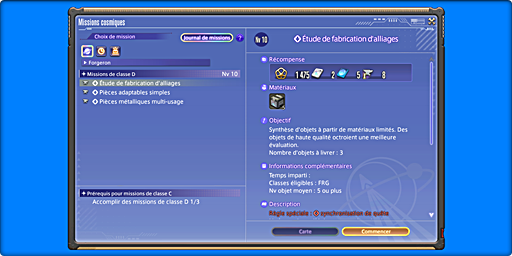 Missions cosmiques
Choix de mission
Journal de missions
?
Forgeron
Missions de classe D Nv 10
Étude de fabrication d'alliages
Pièces adaptables simples
Pièces métalliques multi-usage
Prérequis pour missions de classe C
Accomplir des missions de classe D 1/3
Nv 10 Étude de fabrication d'alliages
Récompense
1 475 2 5 8
Matériaux
Objectif
Synthèse d'objets à partir de matériaux limités. Des
objets de haute qualité octroient une meilleure
évaluation.
Nombre d'objets à livrer : 3
Informations complémentaires
Temps imparti :
Classes éligibles : FRG
Nv objet moyen : 5 ou plus
Description
Règle spéciale : synchronisation de quête
Carte
Commencer